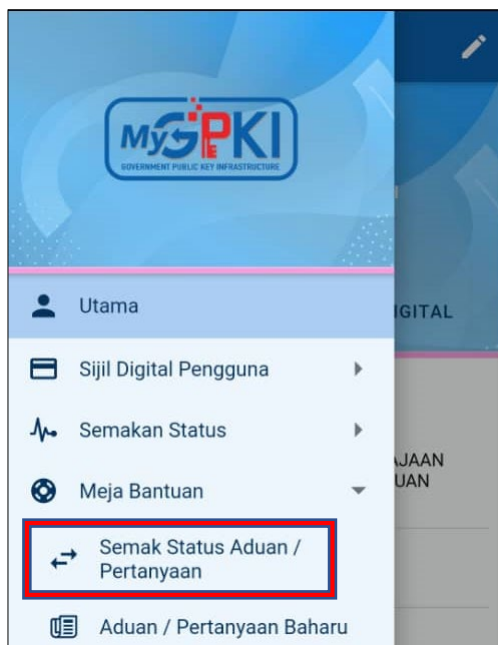 MyGPKI
GOVERNMENT PUBLIC KEY INFRASTRUCTURE
Utama
IGITAL
Sijil Digital Pengguna
Semakan Status
AJAAN
UAN
Meja Bantuan
Semak Status Aduan /
Pertanyaan
Aduan / Pertanyaan Baharu